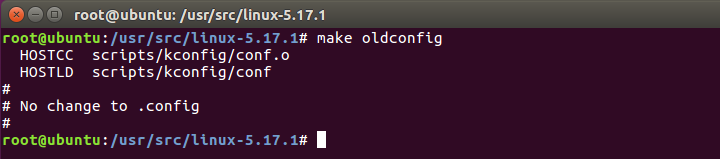 root@ubuntu: /usr/src/linux-5.17.1
root@ubuntu:/usr/src/linux-5.17.1# make oldconfig
  HOSTCC  scripts/kconfig/conf.o
  HOSTLD  scripts/kconfig/conf
#
# No change to .config
#
root@ubuntu:/usr/src/linux-5.17.1#